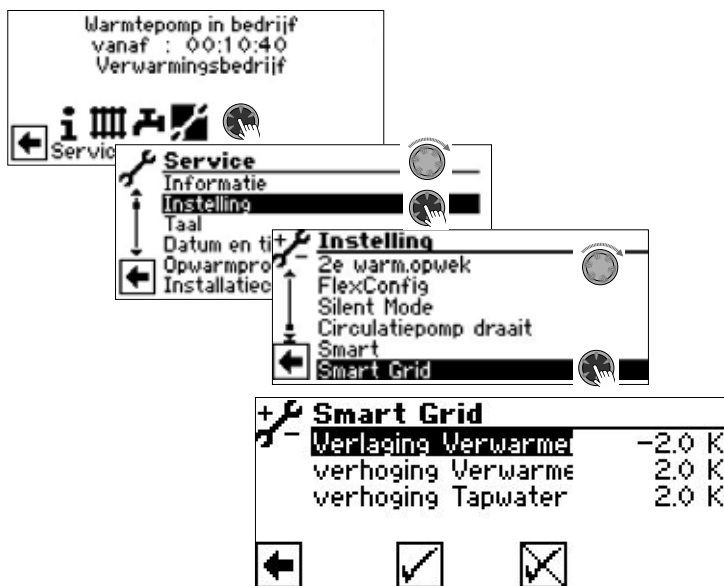 Warmtepomp in bedrijf
vanaf : 00:10:40
Verwarmingsbedrijf
Servic
Service
Informatie
Instelling
Taal
Datum en ti
Opwarmpro
Installatiec
Instelling
2e warm.opwek
FlexConfig
Silent Mode
Circulatiepomp draait
Smart
Smart Grid
Smart Grid
Verlaging Verwarmer -2.0 K
verhoging Verwarme 2.0 K
verhoging Tapwater 2.0 K